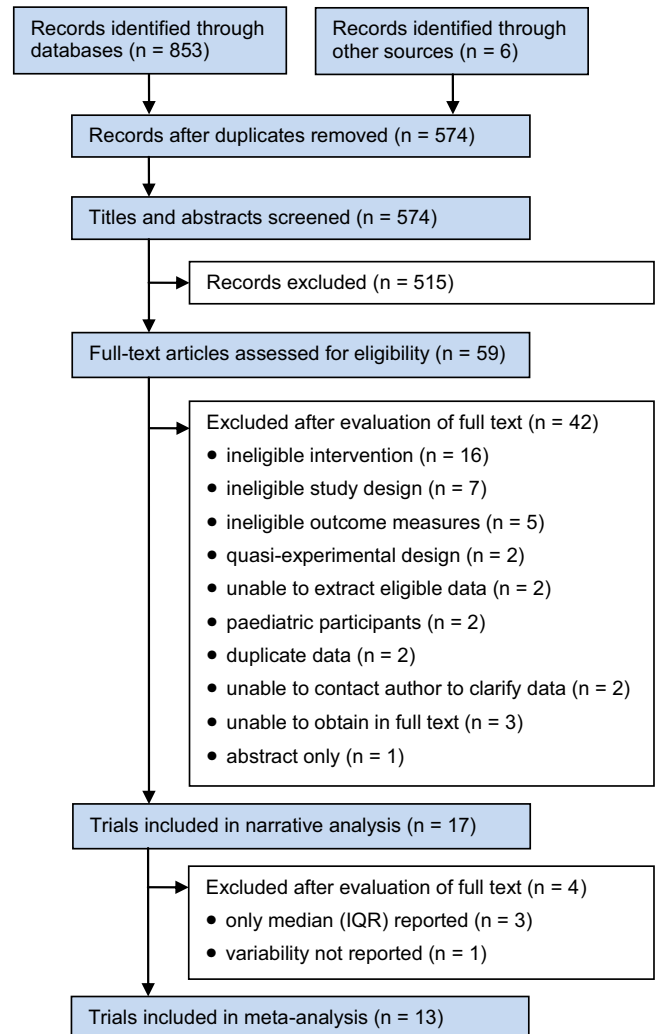 Records identified through
databases (n = 853)
Records identified through
other sources (n = 6)
Records after duplicates removed (n = 574)
Titles and abstracts screened (n = 574)
Records excluded (n = 515)
Full-text articles assessed for eligibility (n = 59)
Excluded after evaluation of full text (n = 42)
• ineligible intervention (n = 16)
• ineligible study design (n = 7)
• ineligible outcome measures (n = 5)
• quasi-experimental design (n = 2)
• unable to extract eligible data (n = 2)
• paediatric participants (n = 2)
• duplicate data (n = 2)
• unable to contact author to clarify data (n = 2)
• unable to obtain in full text (n = 3)
• abstract only (n = 1)
Trials included in narrative analysis (n = 17)
Excluded after evaluation of full text (n = 4)
• only median (IQR) reported (n = 3)
• variability not reported (n = 1)
Trials included in meta-analysis (n = 13)